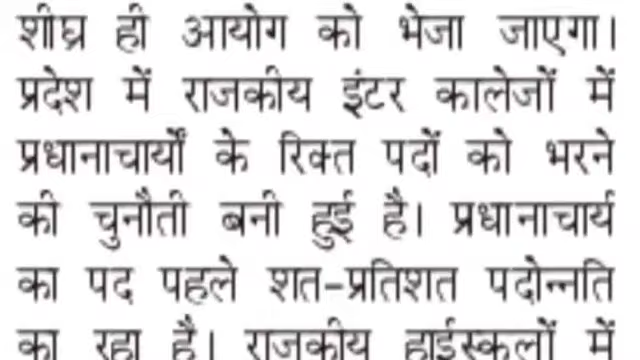 शीघ्र ही आयोग को भेजा जाएगा।
प्रदेश में राजकीय इंटर कालेजों में
प्रधानाचार्यों के रिक्त पदों को भरने
की चुनौती बनी हुई है। प्रधानाचार्य
का पद पहले शत-प्रतिशत पदोन्नति
का रहा है। राजकीय हाईस्कूलों में